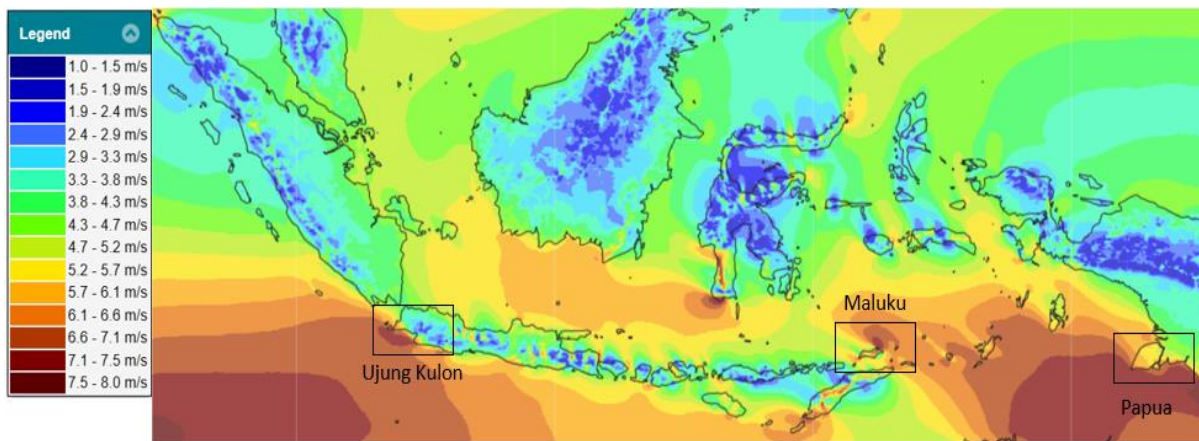 Legend
1.0 - 1.5 m/s
1.5 - 1.9 m/s
1.9 - 2.4 m/s
2.4 - 2.9 m/s
2.9 - 3.3 m/s
3.3 - 3.8 m/s
3.8 - 4.3 m/s
4.3 - 4.7 m/s
4.7 - 5.2 m/s
5.2 - 5.7 m/s
5.7 - 6.1 m/s
6.1 - 6.6 m/s
6.6 - 7.1 m/s
7.1 - 7.5 m/s
7.5 - 8.0 m/s
Maluku
Ujung Kulon
Papua